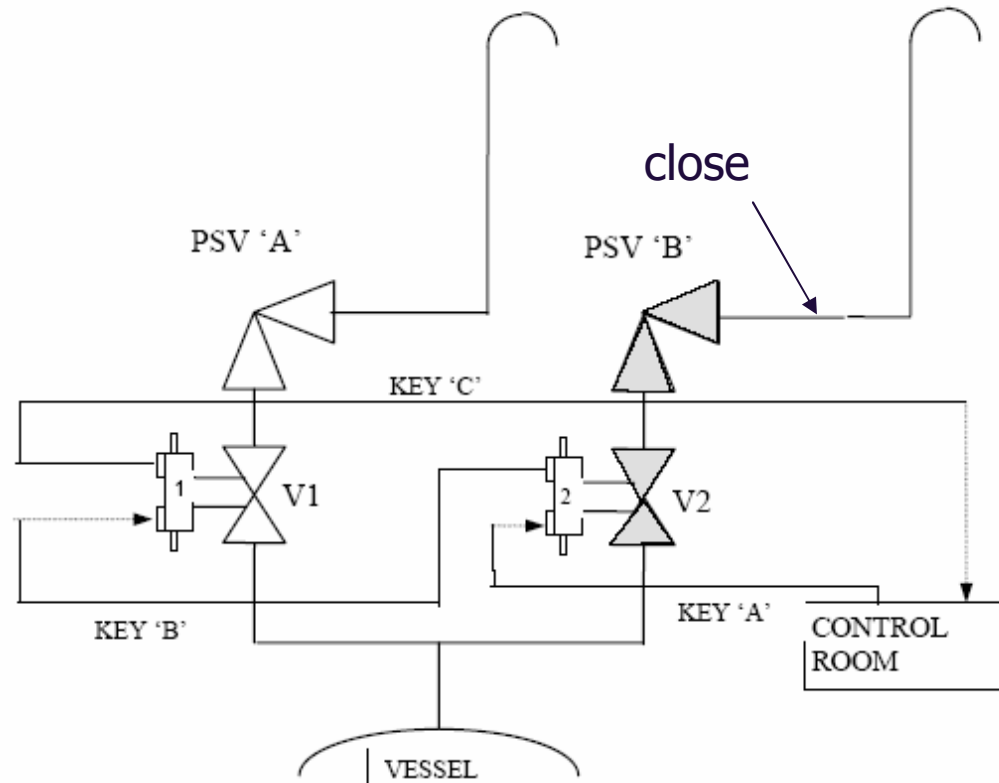 close
PSV ‘A’
PSV ‘B’
KEY ‘C’
1
V1
2
V2
KEY ‘B’
KEY ‘A’
CONTROL
ROOM
VESSEL